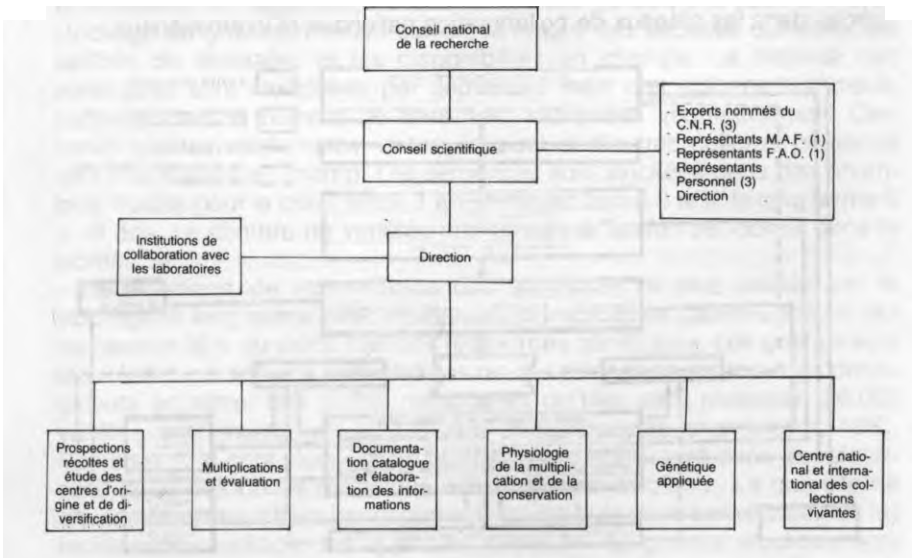 Conseil national
de la recherche
Conseil scientifique
- Experts nommés du
C.N.R. (3)
- Représentants M.A.F. (1)
- Représentants F.A.O. (1)
- Représentants
Personnel (3)
- Direction
Institutions de
collaboration avec
les laboratoires
Direction
Prospections
récoltes et
étude des
centres d'ori-
gine et de di-
versification
Multiplications
et évaluation
Documenta-
tion catalogue
et élabora-
tion des infor-
mations
Physiologie
de la multipli-
cation et de la
conservation
Génétique
appliquée
Centre natio-
nal et interna-
tional des col-
lections
vivantes